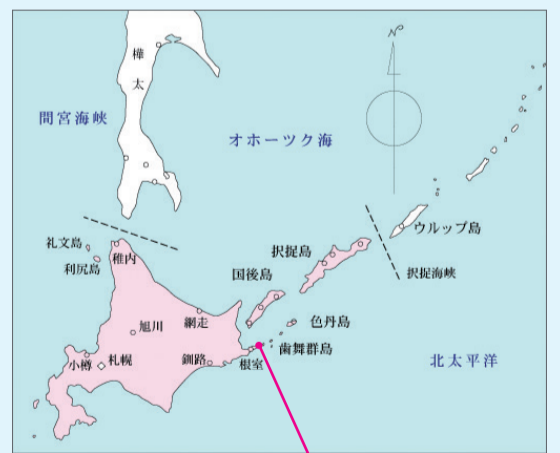 樺太
N
間宮海峡
オホーツク海
ウルップ島
礼文島
稚内
利尻島
択捉島
択捉海峡
国後島
色丹島
網走
旭川
歯舞群島
釧路
根室
小樽
札幌
北太平洋